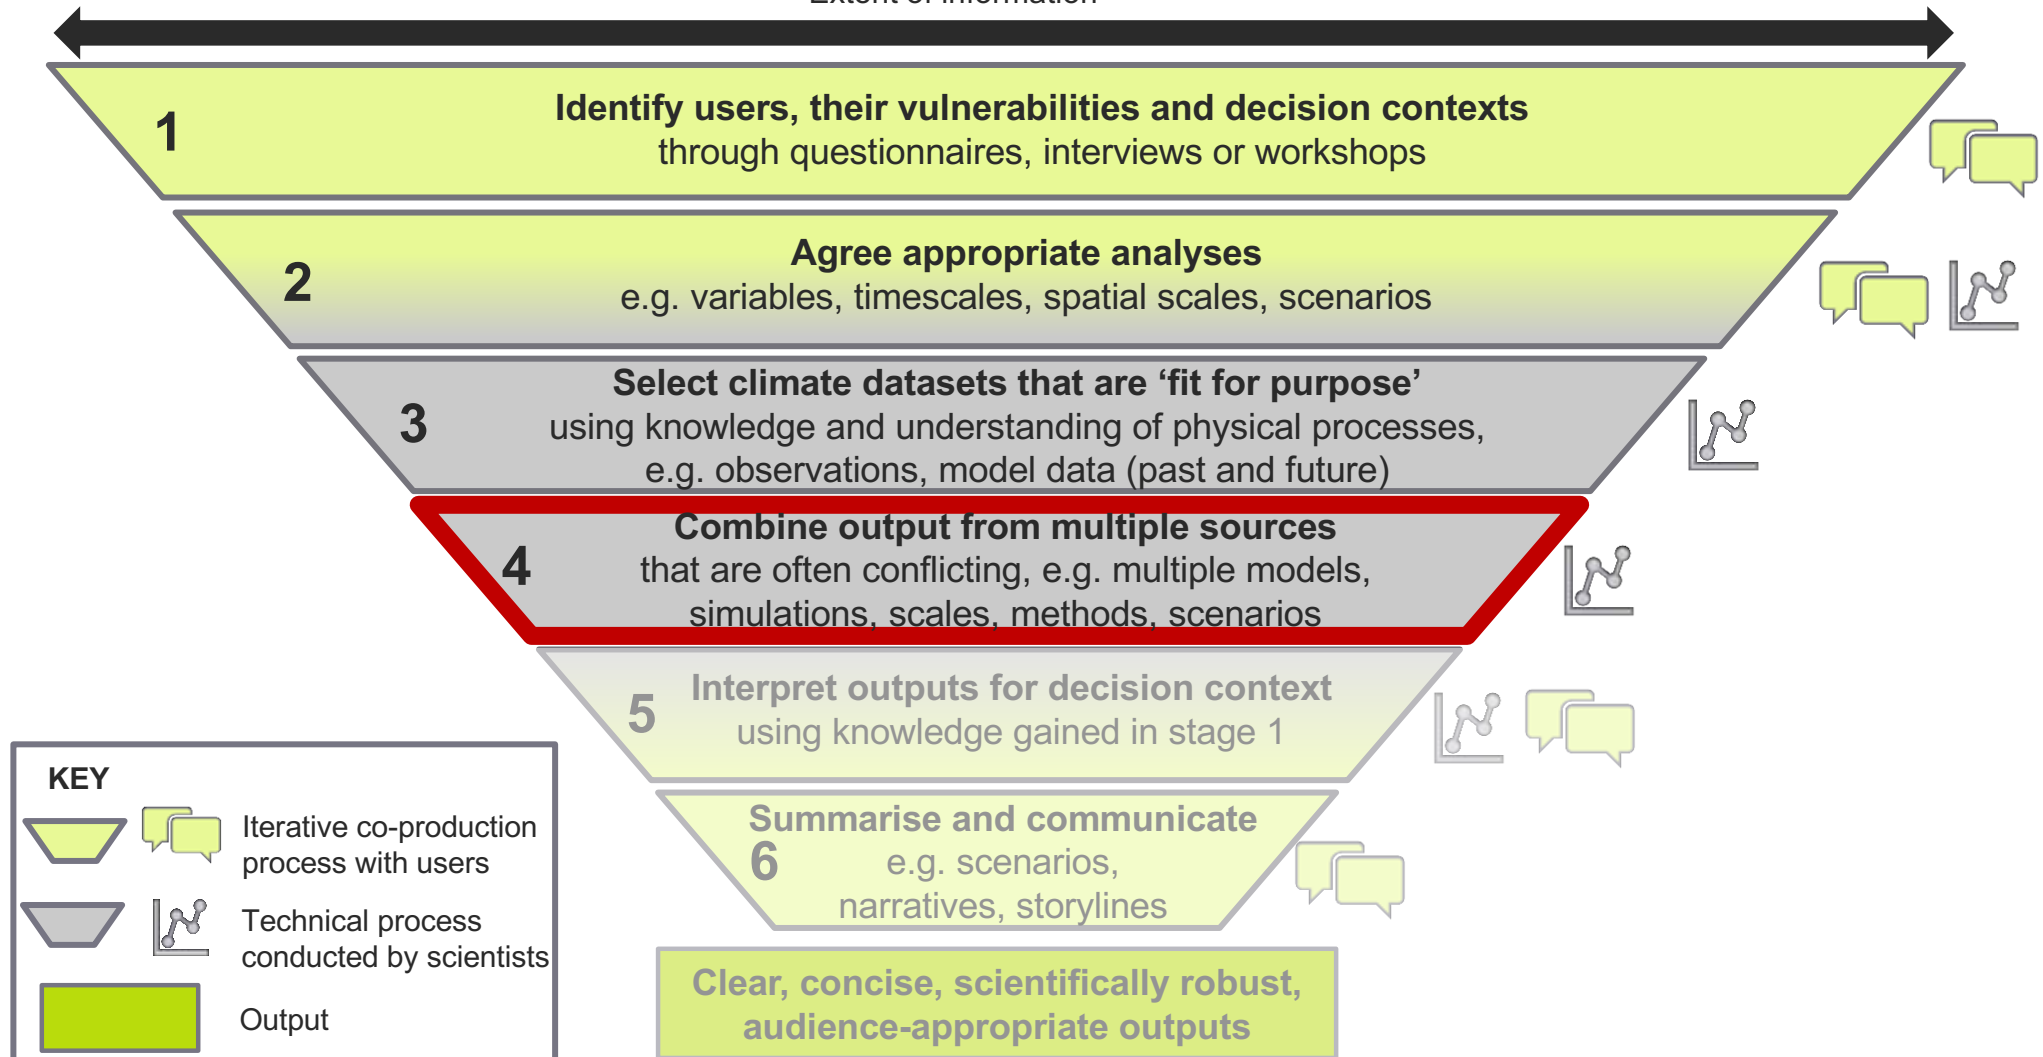 Extent of information
1
Identify users, their vulnerabilities and decision contexts
through questionnaires, interviews or workshops
2
Agree appropriate analyses
e.g. variables, timescales, spatial scales, scenarios
3
Select climate datasets that are ‘fit for purpose’
using knowledge and understanding of physical processes,
e.g. observations, model data (past and future)
4
Combine output from multiple sources
that are often conflicting, e.g. multiple models,
simulations, scales, methods, scenarios
5
Interpret outputs for decision context
using knowledge gained in stage 1
6
Summarise and communicate
e.g. scenarios,
narratives, storylines
Clear, concise, scientifically robust,
audience-appropriate outputs
KEY
Iterative co-production
process with users
Technical process
conducted by scientists
Output